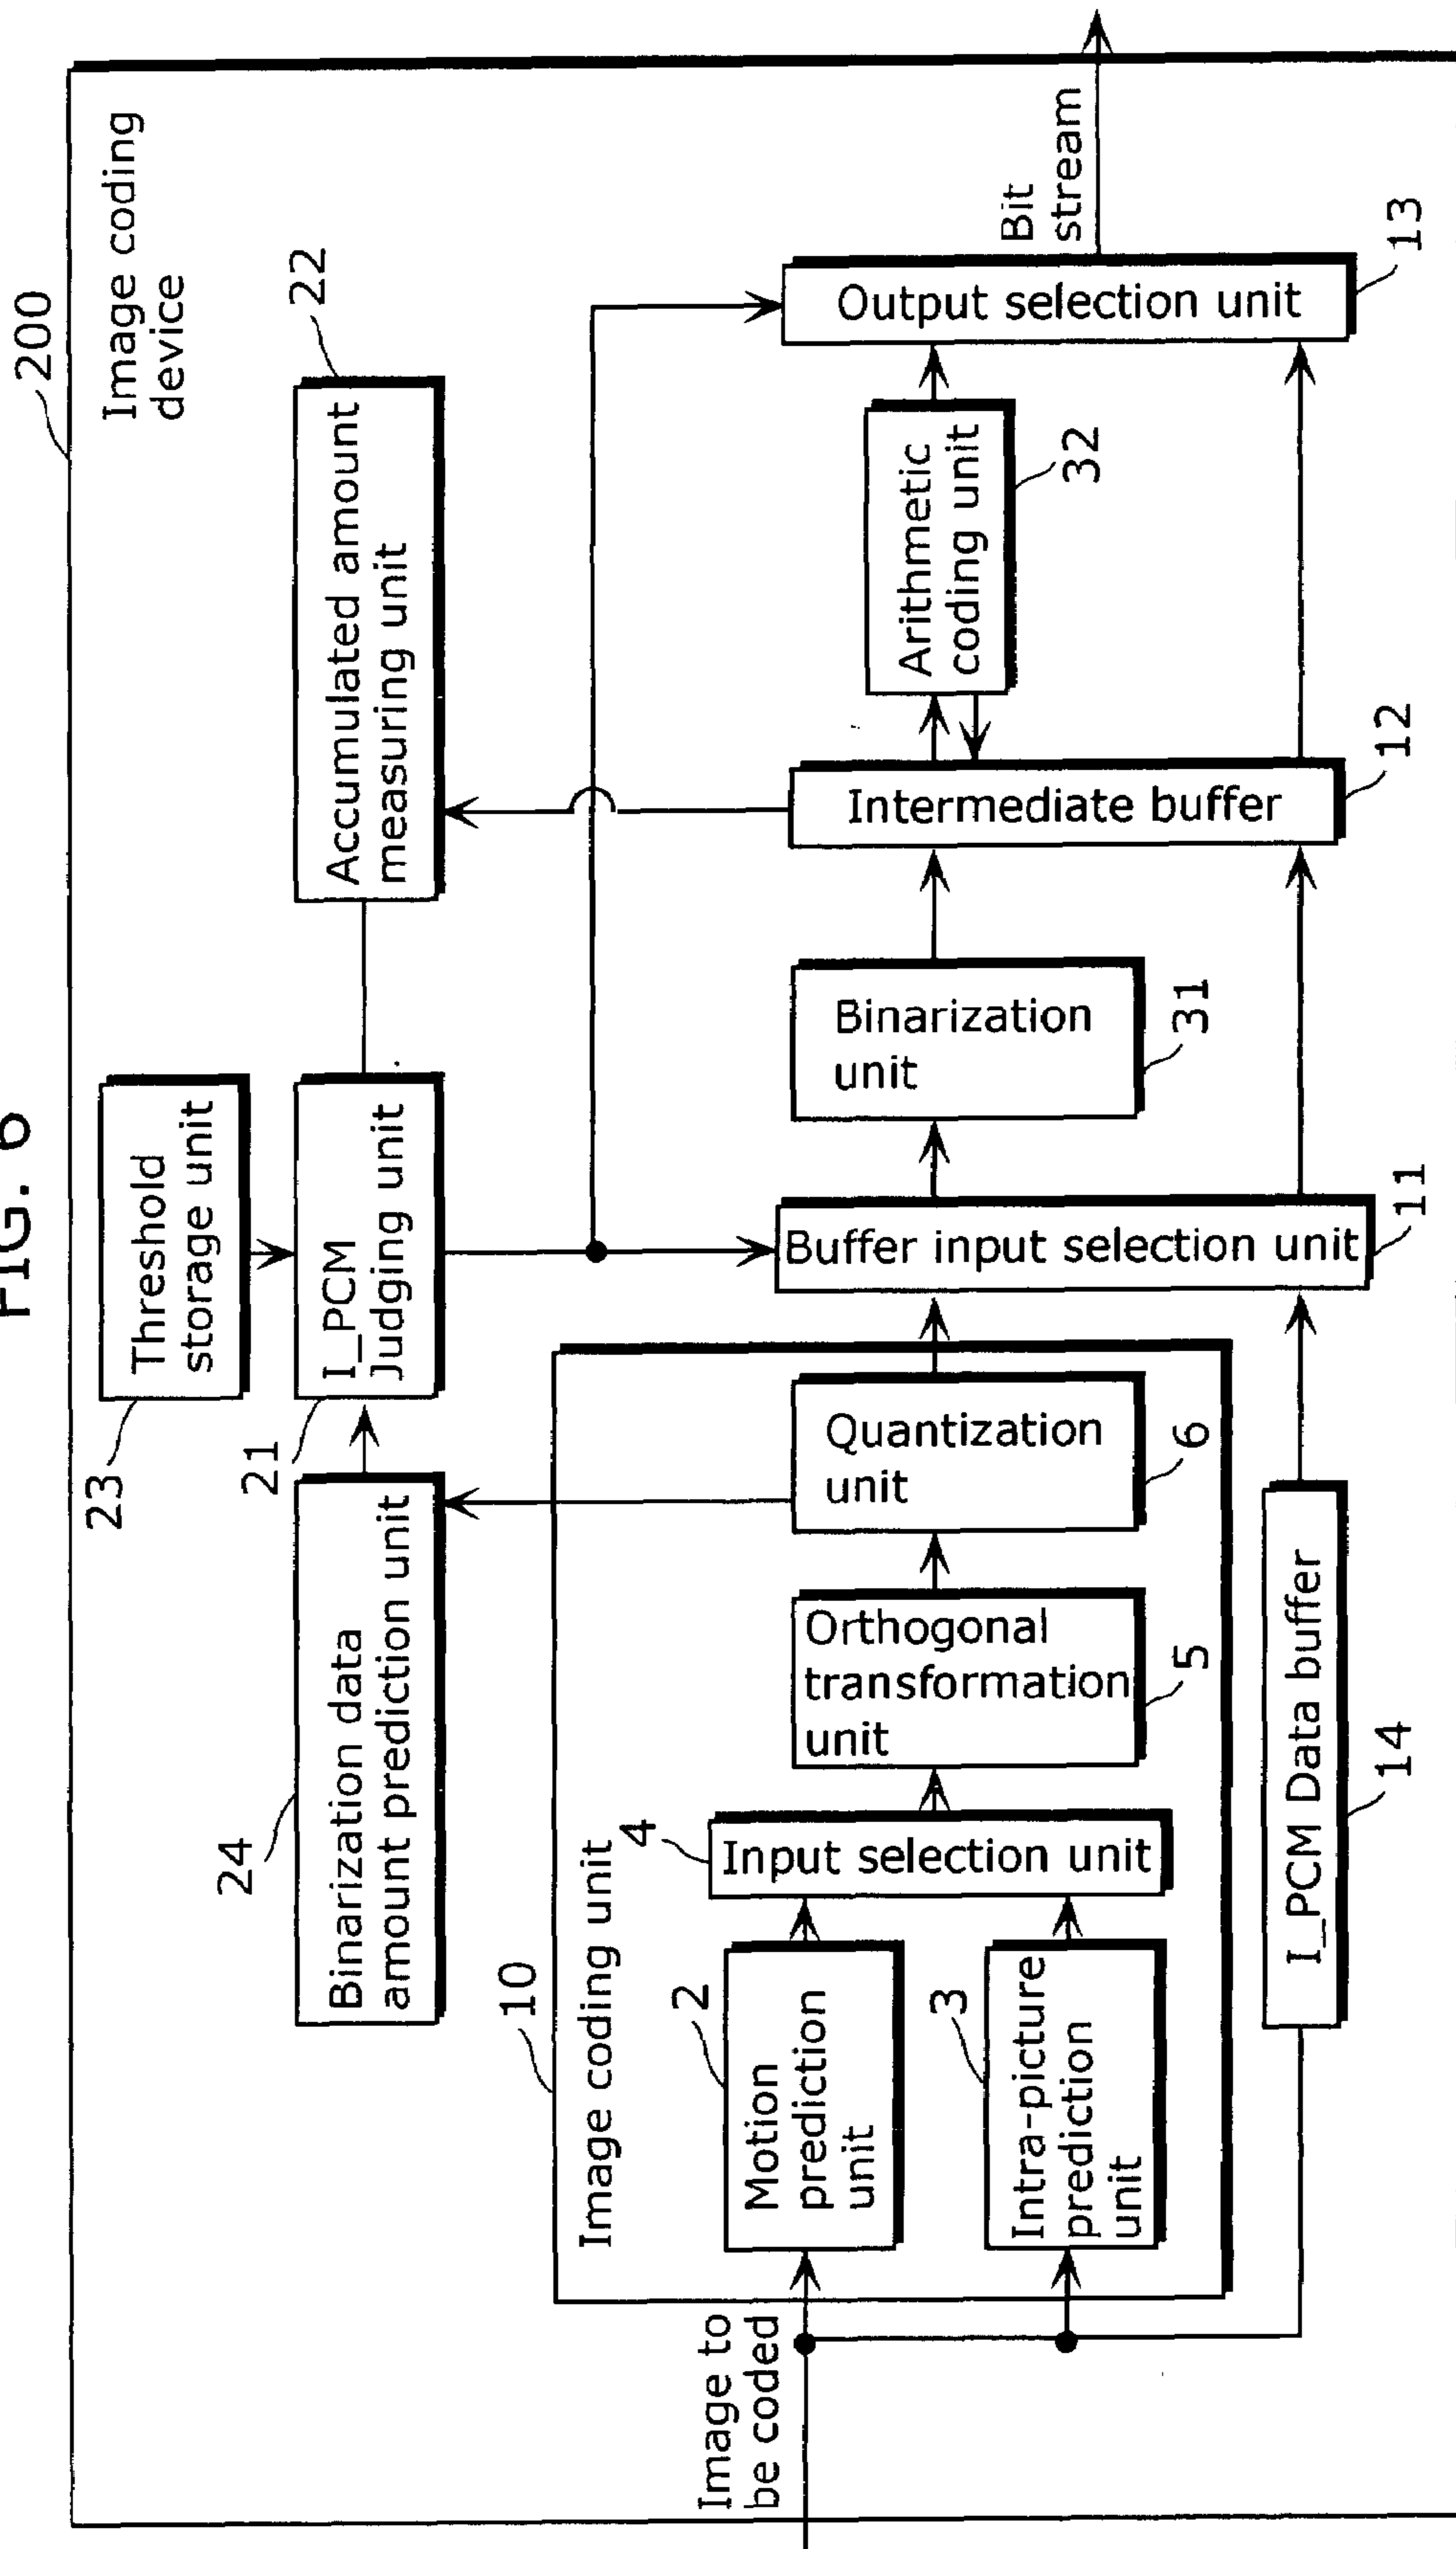 FIG. 6
200
Image coding
device
23
Threshold
storage unit
24
Binarization data
amount prediction unit
21
I_PCM
Judging unit
Accumulated amount
measuring unit
22
10
Image coding unit
Image to
be coded
2
Motion
prediction
unit
3
Intra-picture
prediction
unit
4
Input selection unit
Orthogonal
transformation
unit
5
Quantization
unit
6
Buffer input selection unit
11
Binarization
unit
31
Intermediate buffer
12
Arithmetic
coding unit
32
Output selection unit
13
Bit
stream
I_PCM Data buffer
14